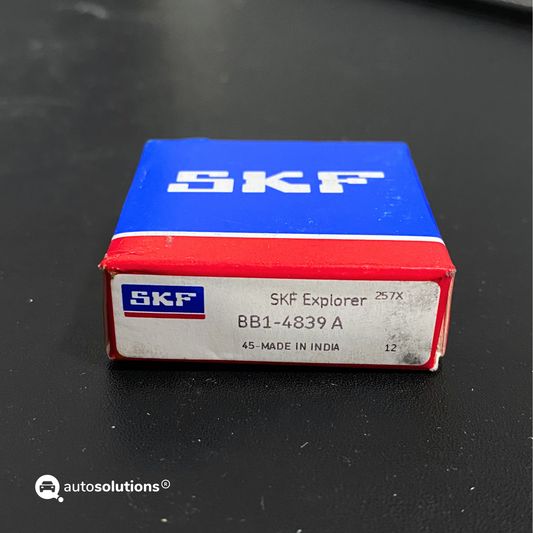 SKF
SKF
SKF Explorer 257X
BB1-4839 A
45-MADE IN INDIA 12
autosolutions®